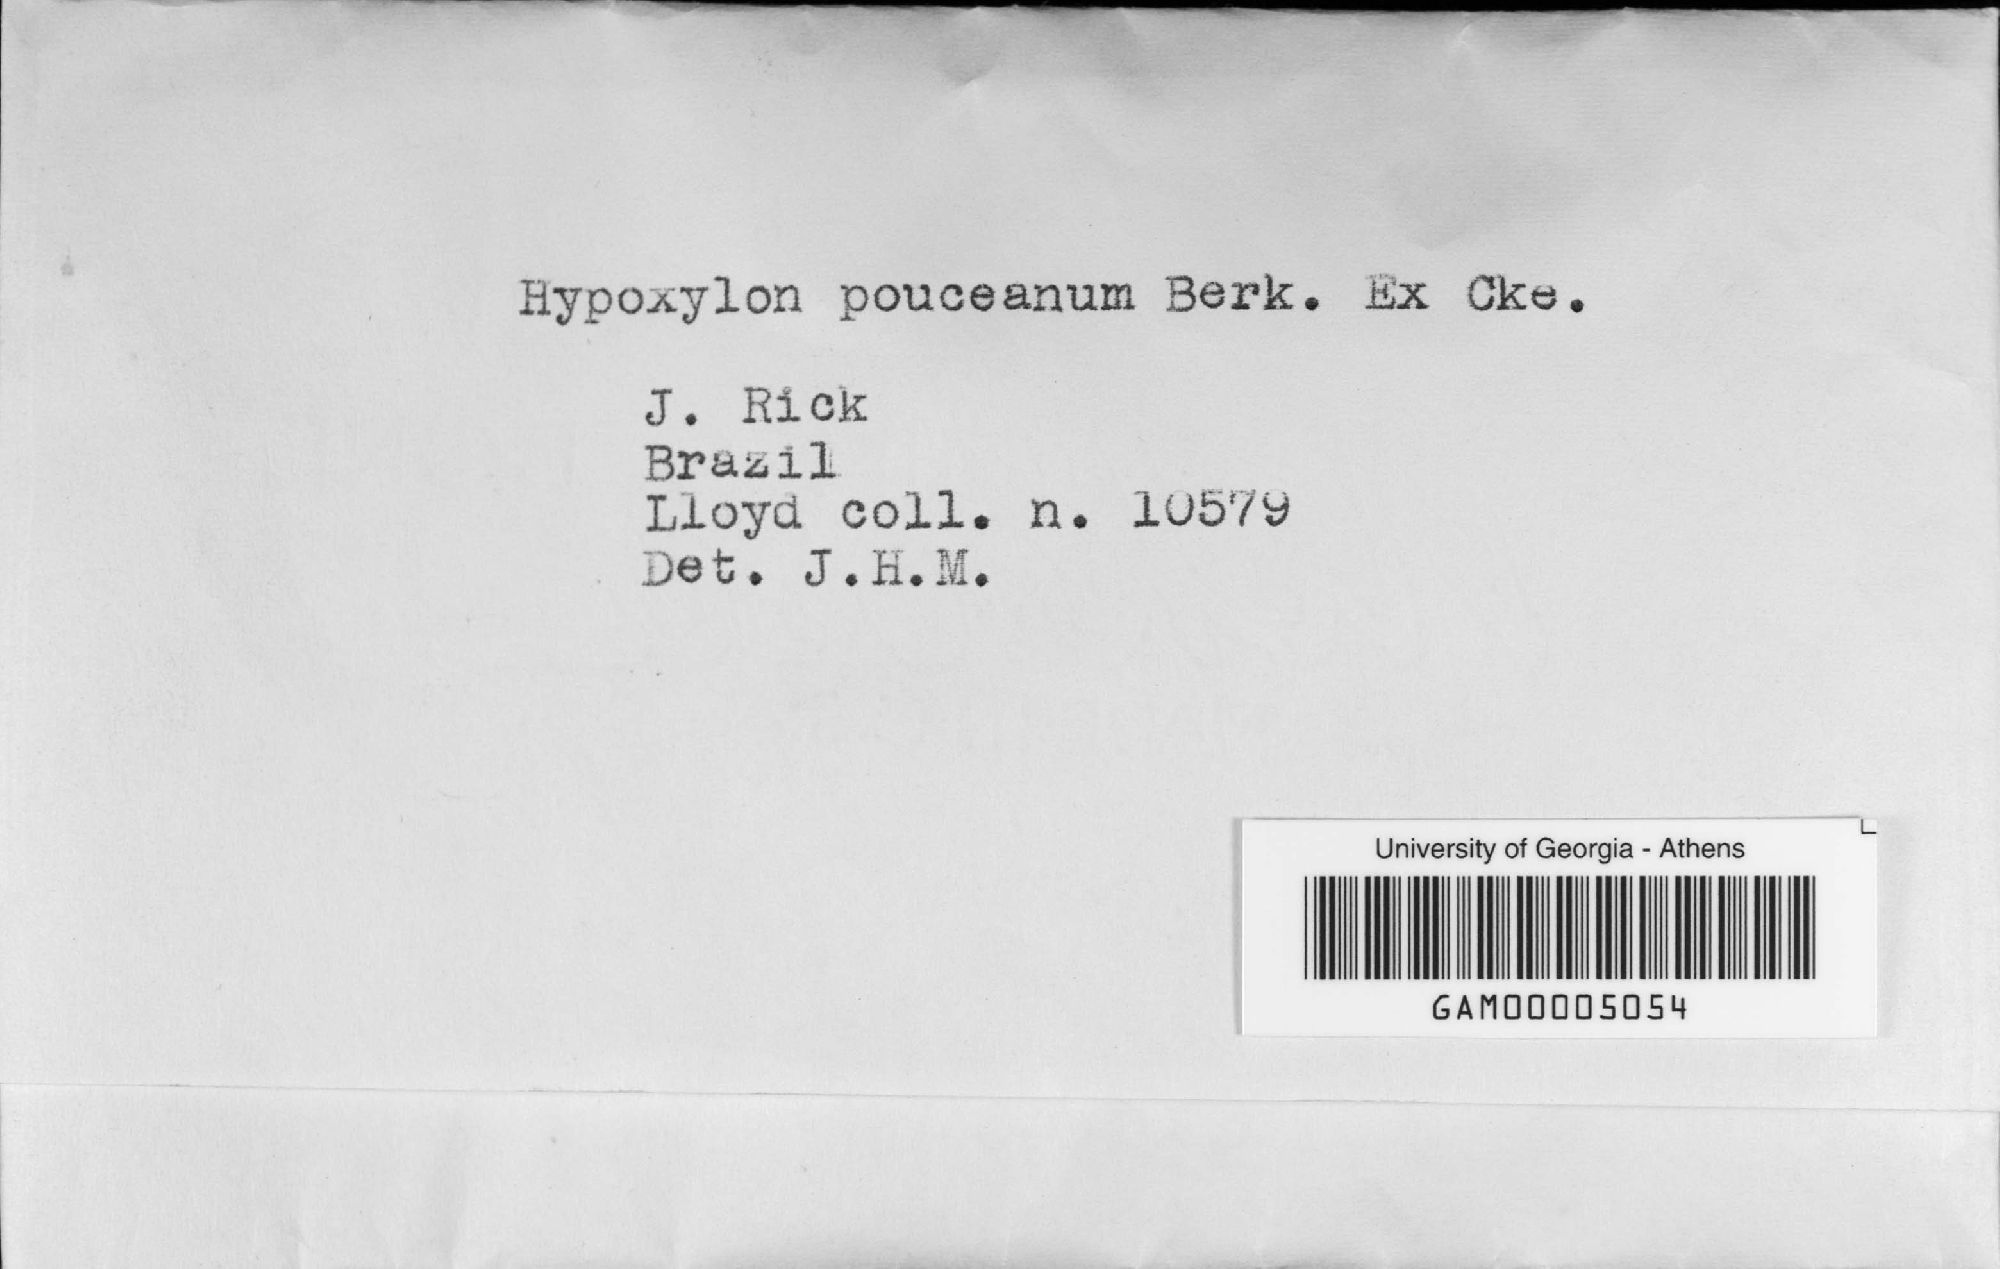 Hypoxylon pouceanum Berk. Ex Cke.
J. Rick
Brazil
Lloyd coll. n. 10579
Det. J.H.M.
University of Georgia - Athens
GAM00005054